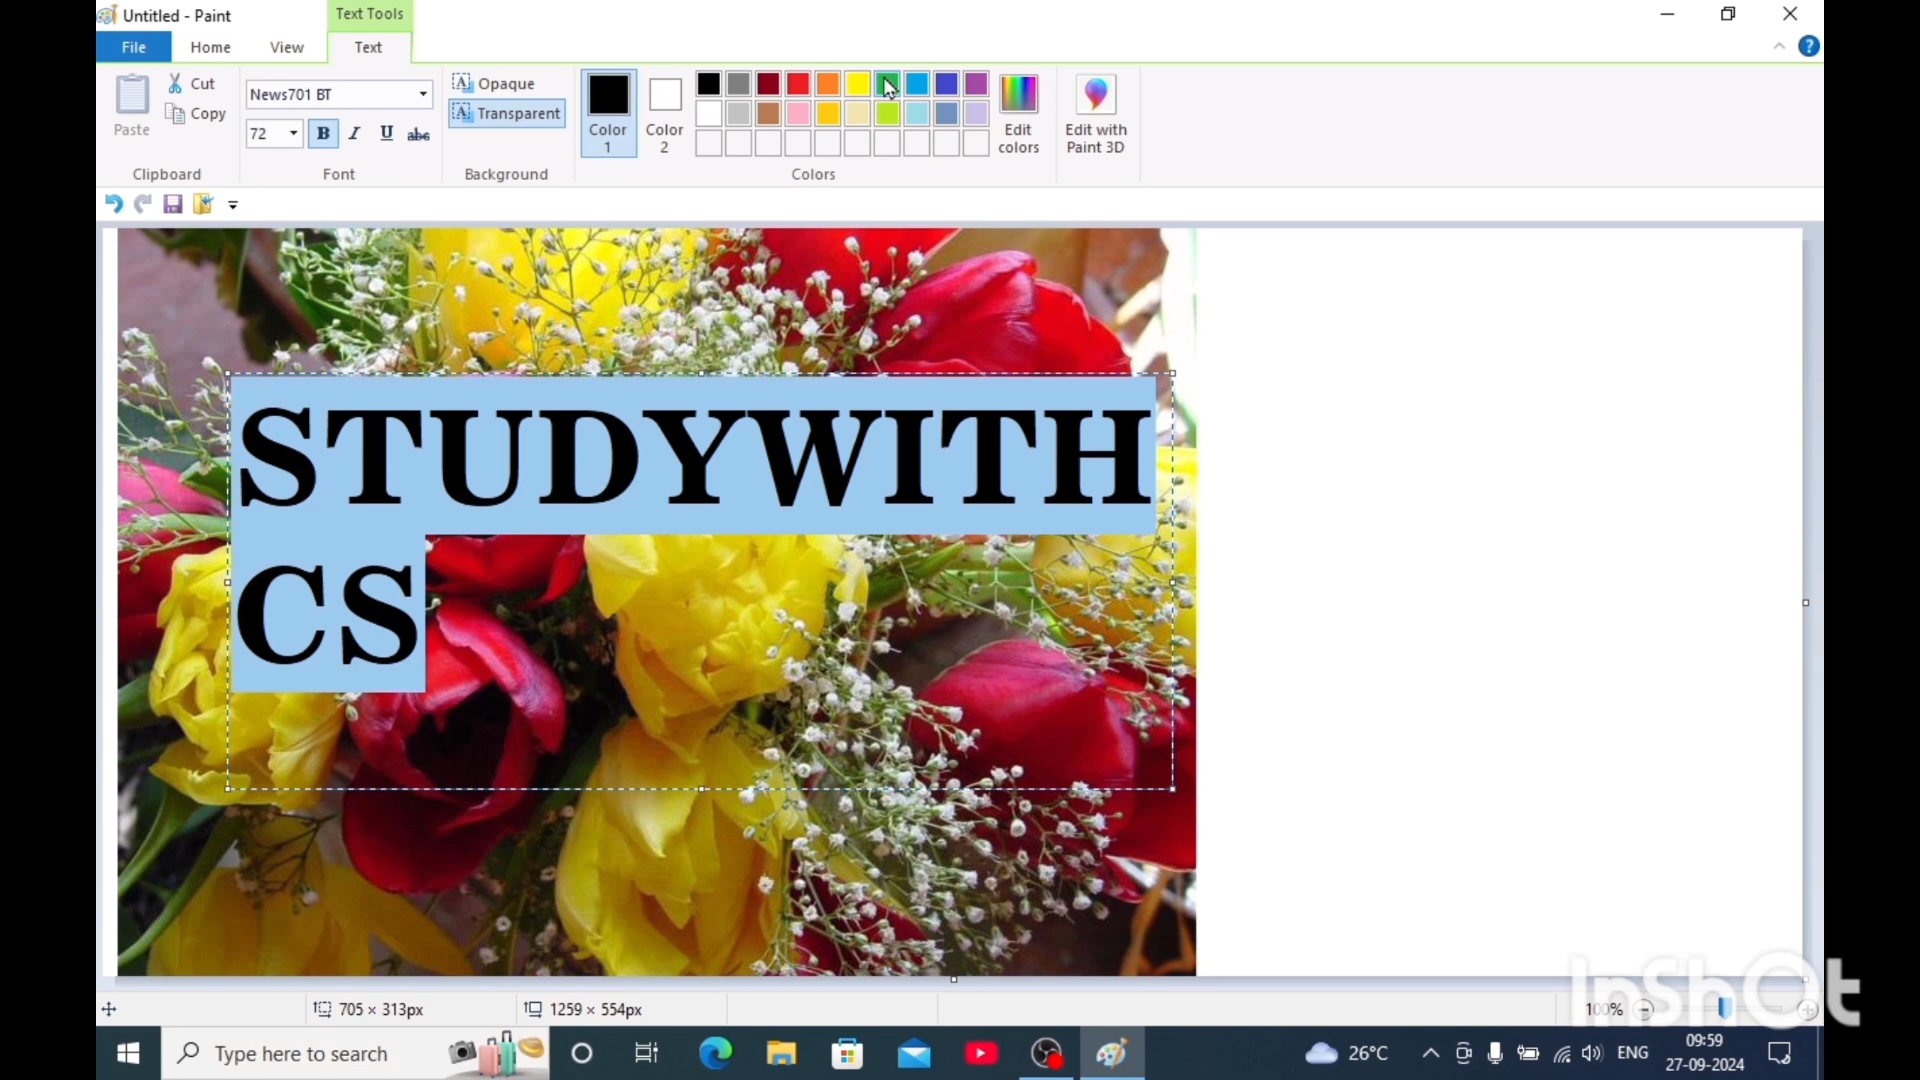 Untitled - Paint
Text Tools
File
Home
View
Text
Paste
Cut
Copy
Clipboard
News701 BT
72
B I U abc
Font
Opaque
Transparent
Background
Color 1
Color 2
Edit colors
Colors
Edit with Paint 3D
STUDYWITH
CS
705 × 313px
1259 × 554px
100%
InShOt
Type here to search
26°C
ENG
09:59
27-09-2024